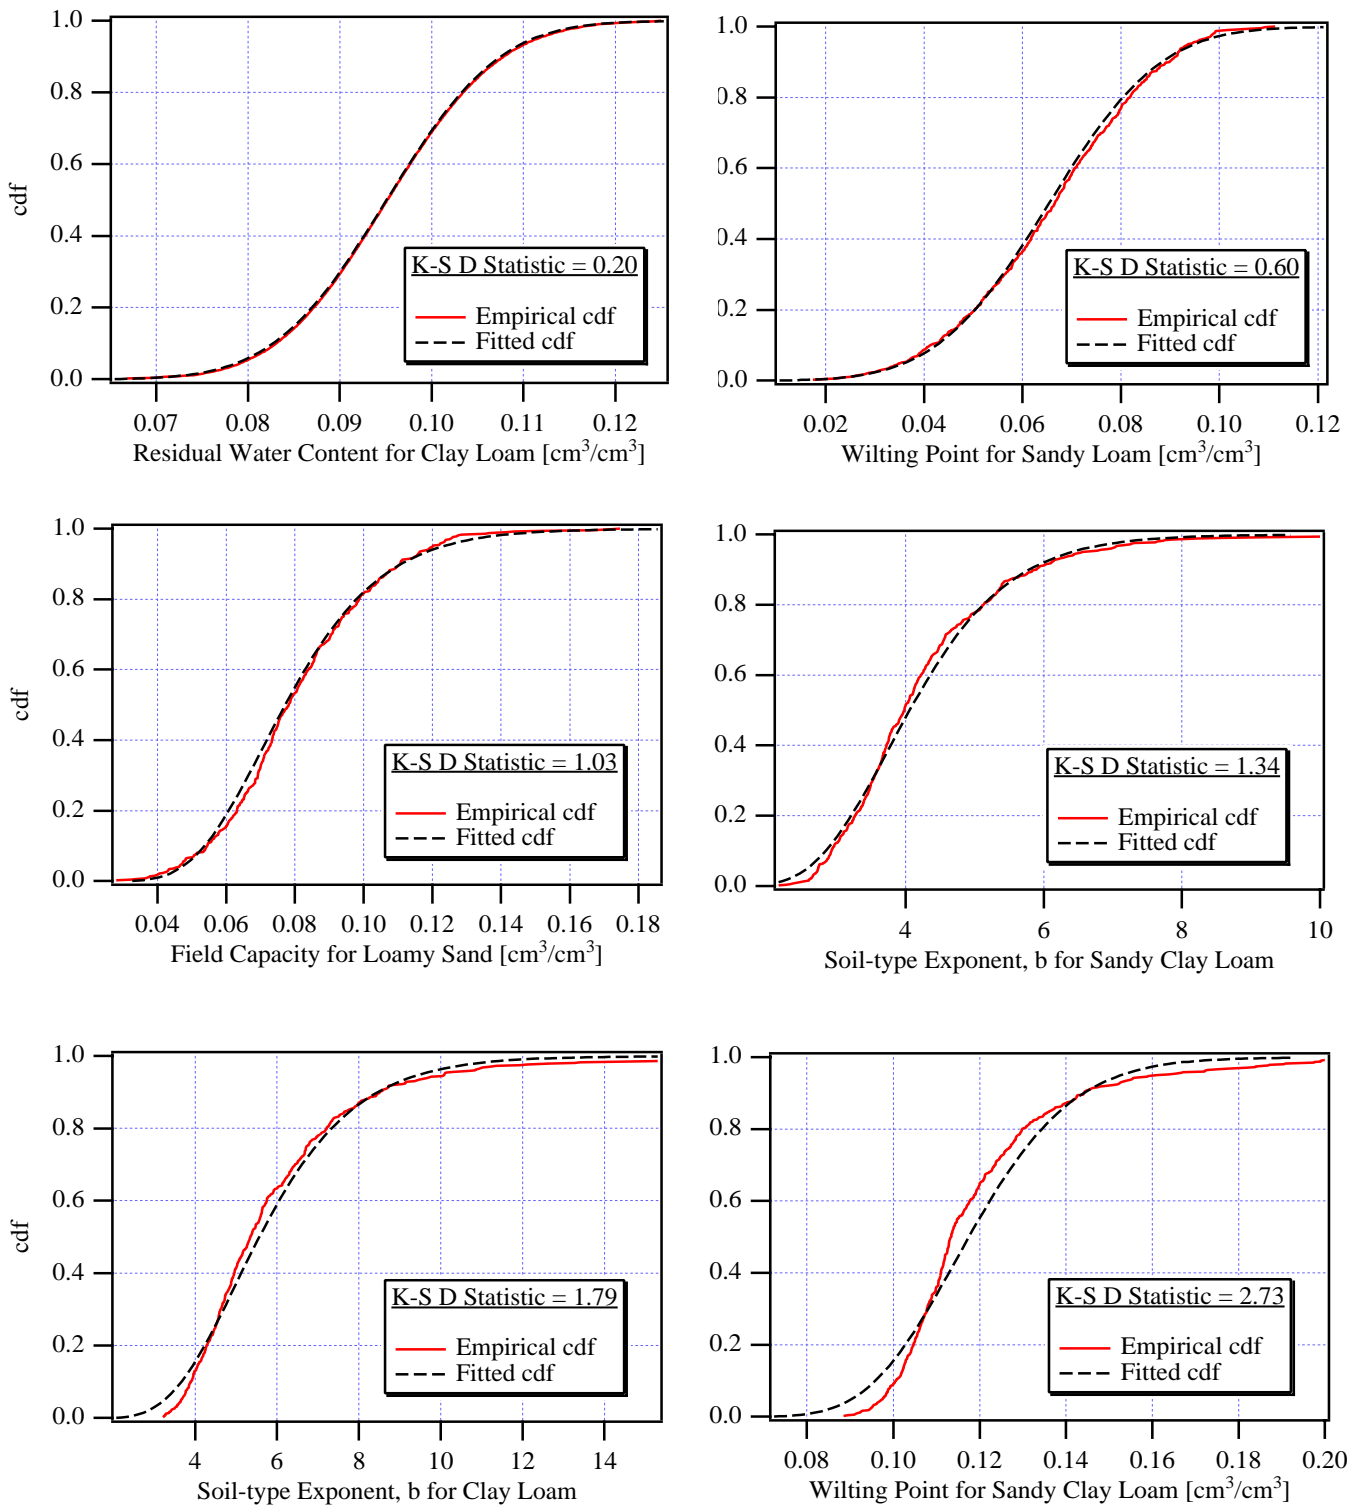 1.0
0.8
0.6
0.4
0.2
0.0
cdf
K-S D Statistic = 0.20
Empirical cdf
Fitted cdf
0.07 0.08 0.09 0.10 0.11 0.12
Residual Water Content for Clay Loam [cm³/cm³]
1.0
0.8
0.6
0.4
0.2
0.0
K-S D Statistic = 0.60
Empirical cdf
Fitted cdf
0.02 0.04 0.06 0.08 0.10 0.12
Wilting Point for Sandy Loam [cm³/cm³]
1.0
0.8
0.6
0.4
0.2
0.0
cdf
K-S D Statistic = 1.03
Empirical cdf
Fitted cdf
0.04 0.06 0.08 0.10 0.12 0.14 0.16 0.18
Field Capacity for Loamy Sand [cm³/cm³]
1.0
0.8
0.6
0.4
0.2
0.0
K-S D Statistic = 1.34
Empirical cdf
Fitted cdf
4 6 8 10
Soil-type Exponent, b for Sandy Clay Loam
1.0
0.8
0.6
0.4
0.2
0.0
cdf
K-S D Statistic = 1.79
Empirical cdf
Fitted cdf
4 6 8 10 12 14
Soil-type Exponent, b for Clay Loam
1.0
0.8
0.6
0.4
0.2
0.0
K-S D Statistic = 2.73
Empirical cdf
Fitted cdf
0.08 0.10 0.12 0.14 0.16 0.18 0.20
Wilting Point for Sandy Clay Loam [cm³/cm³]